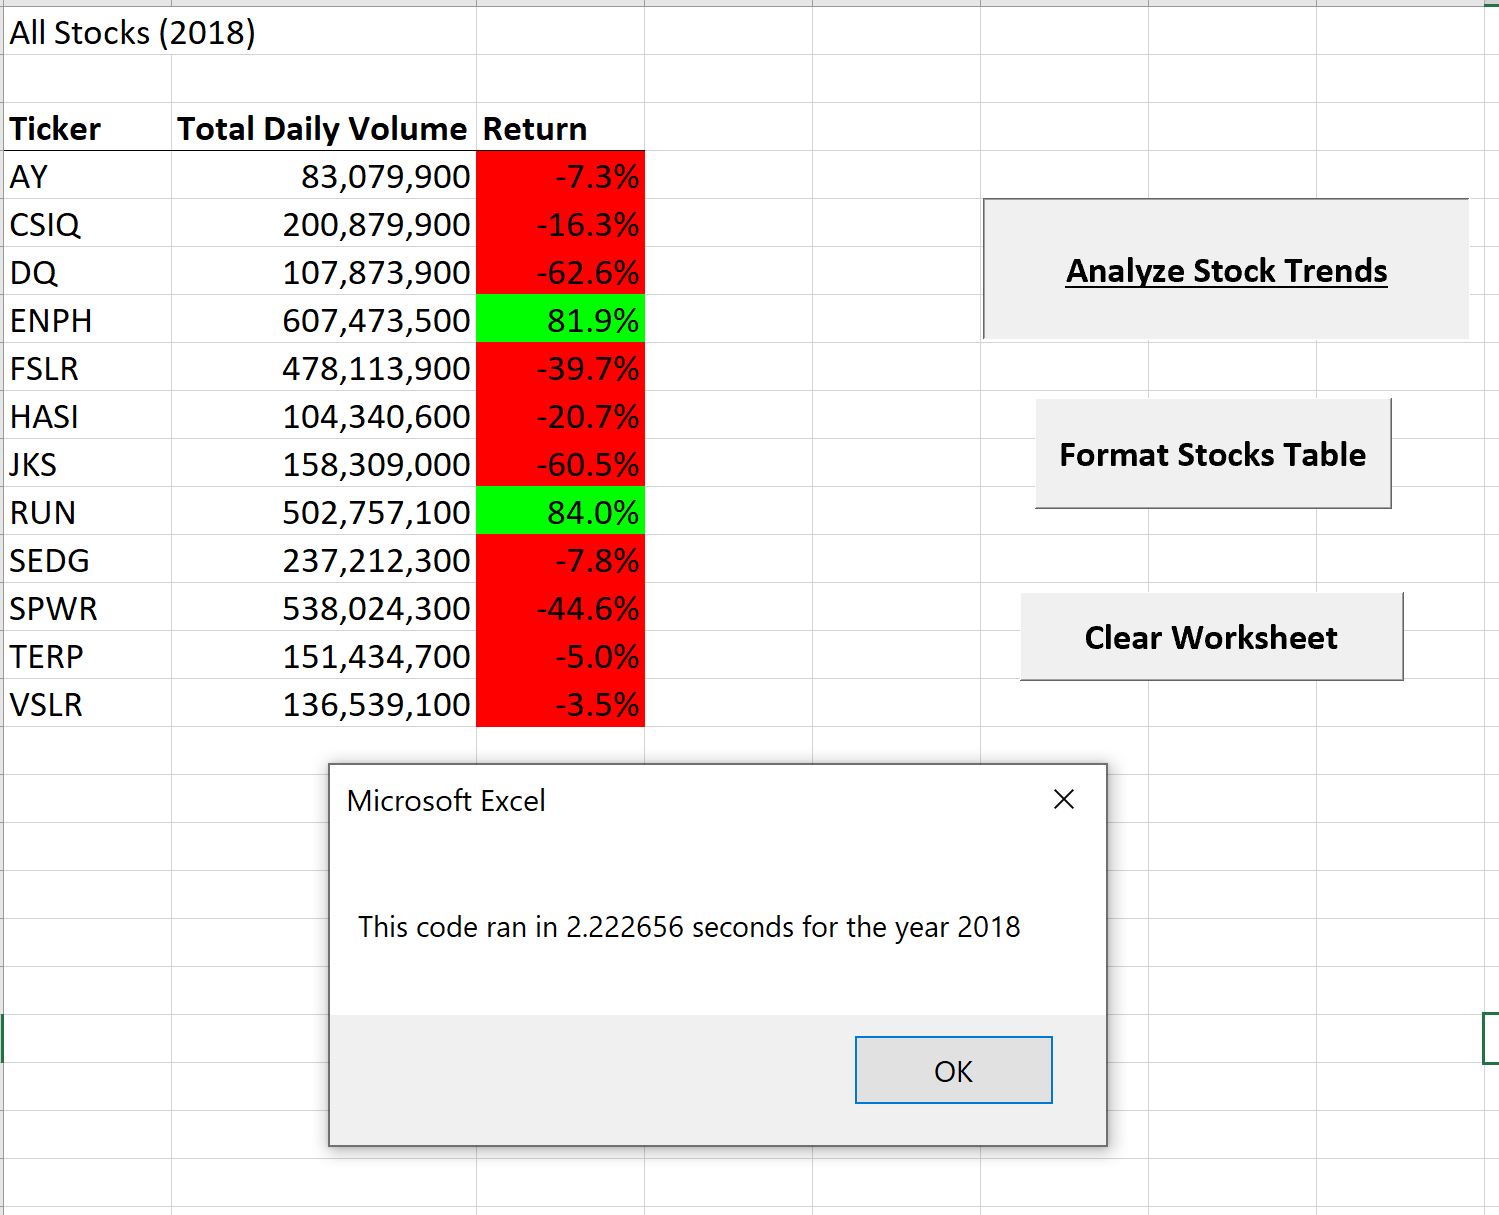 All Stocks (2018)
Ticker Total Daily Volume Return
AY 83,079,900 -7.3%
CSIQ 200,879,900 -16.3%
DQ 107,873,900 -62.6%
ENPH 607,473,500 81.9%
FSLR 478,113,900 -39.7%
HASI 104,340,600 -20.7%
JKS 158,309,000 -60.5%
RUN 502,757,100 84.0%
SEDG 237,212,300 -7.8%
SPWR 538,024,300 -44.6%
TERP 151,434,700 -5.0%
VSLR 136,539,100 -3.5%
Analyze Stock Trends
Format Stocks Table
Clear Worksheet
Microsoft Excel
This code ran in 2.222656 seconds for the year 2018
OK